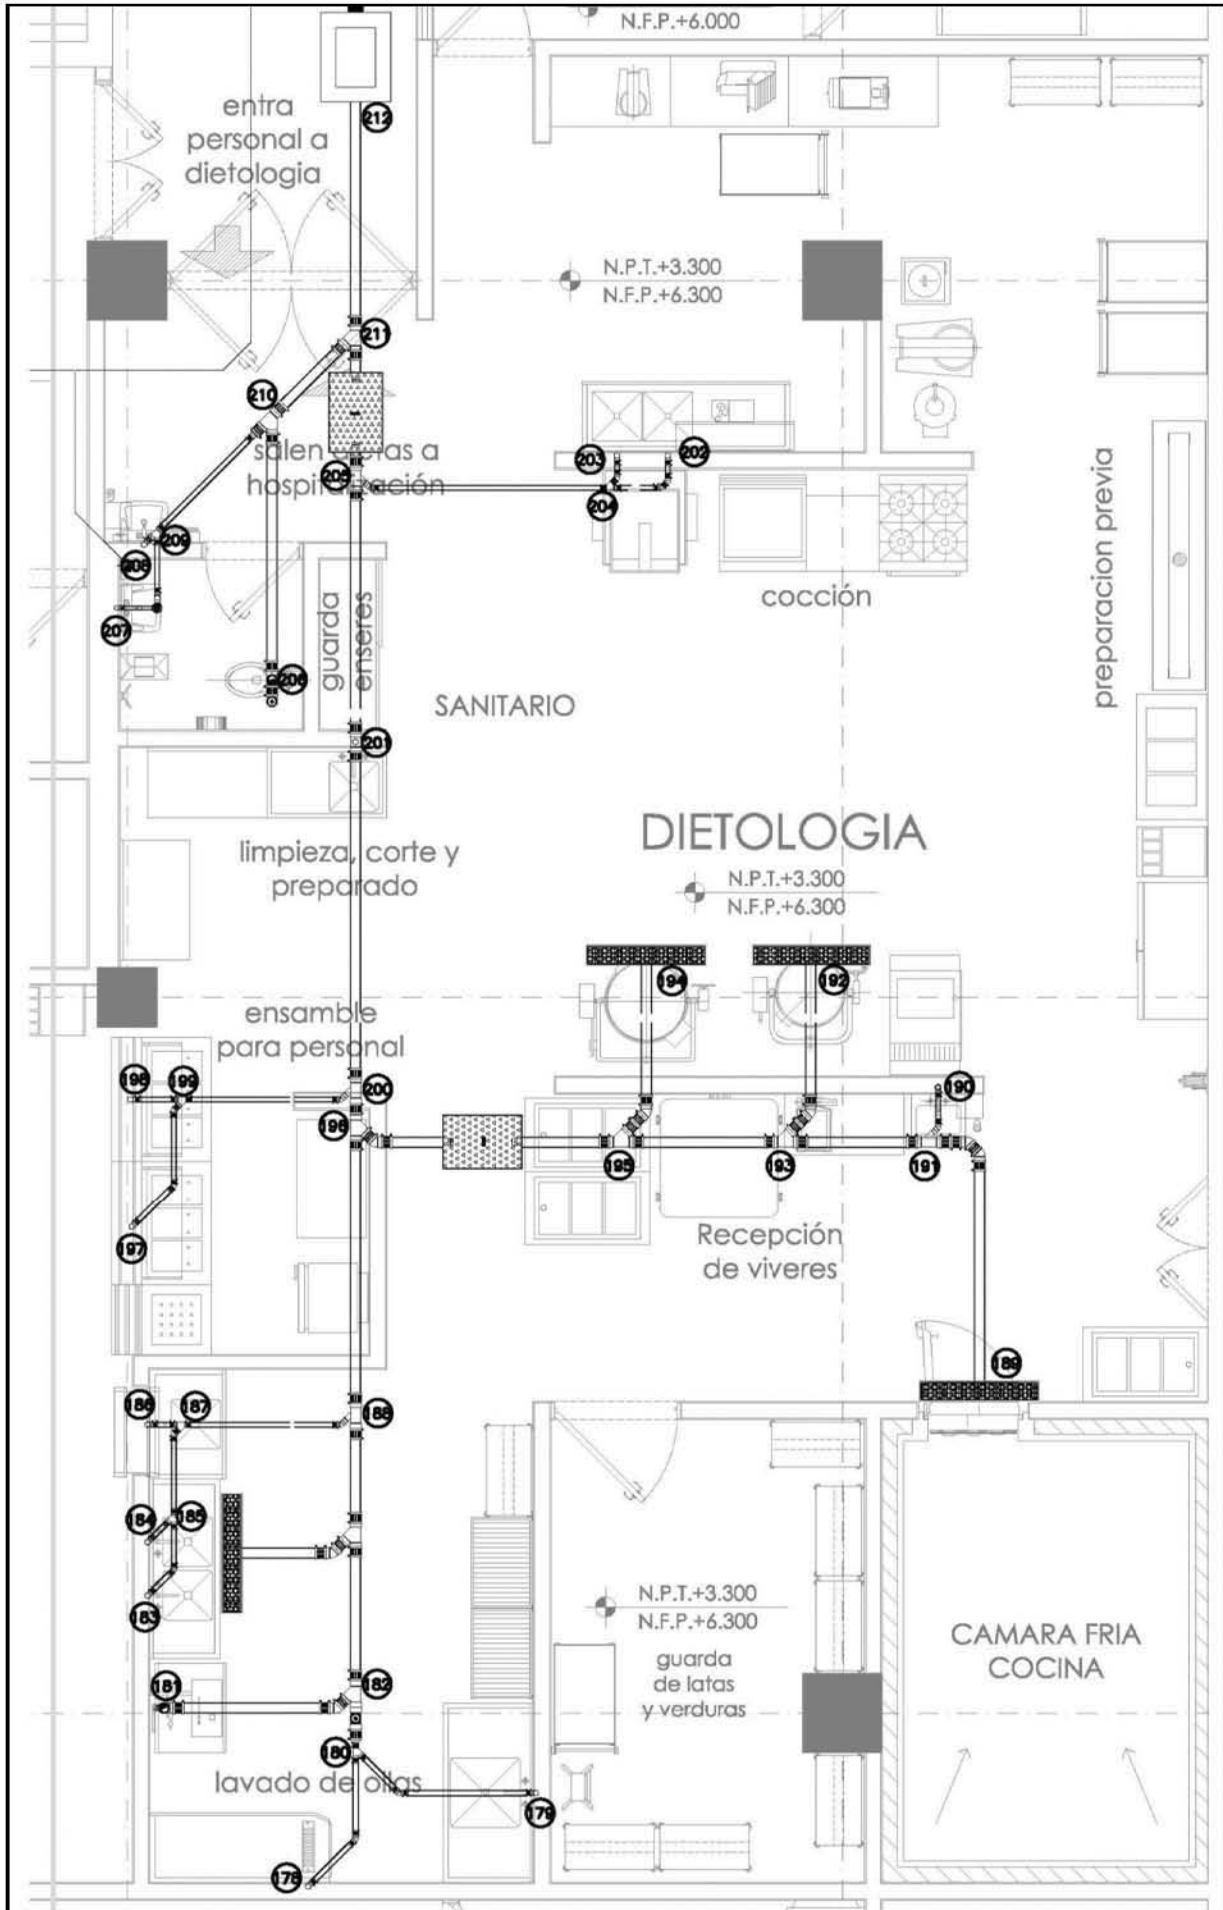 N.F.P.+6.000
212
entra
personal a
dietologia
N.P.T.+3.300
N.F.P.+6.300
211
210
salen dietas a
hospitalización
203
202
205
204
209
208
207
cocción
preparacion previa
guarda
enseres
206
SANITARIO
201
DIETOLOGIA
limpieza, corte y
preparado
N.P.T.+3.300
N.F.P.+6.300
194
192
ensamble
para personal
198
199
200
190
196
195
193
191
197
Recepción
de viveres
189
186
187
188
184
185
183
N.P.T.+3.300
N.F.P.+6.300
CAMARA FRIA
COCINA
guarda
de latas
y verduras
181
182
180
lavado de ollas
179
178